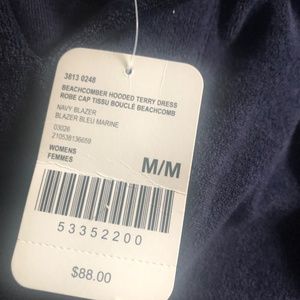 3813 0248
BEACHCOMBER HOODED TERRY DRESS
ROBE CAP TISSU BOUCLÉ BEACHCOMB
NAVY BLAZER
BLAZER BLEU MARINE
03026
210538136659
WOMENS
FEMMES
M/M
53352200
$88.00